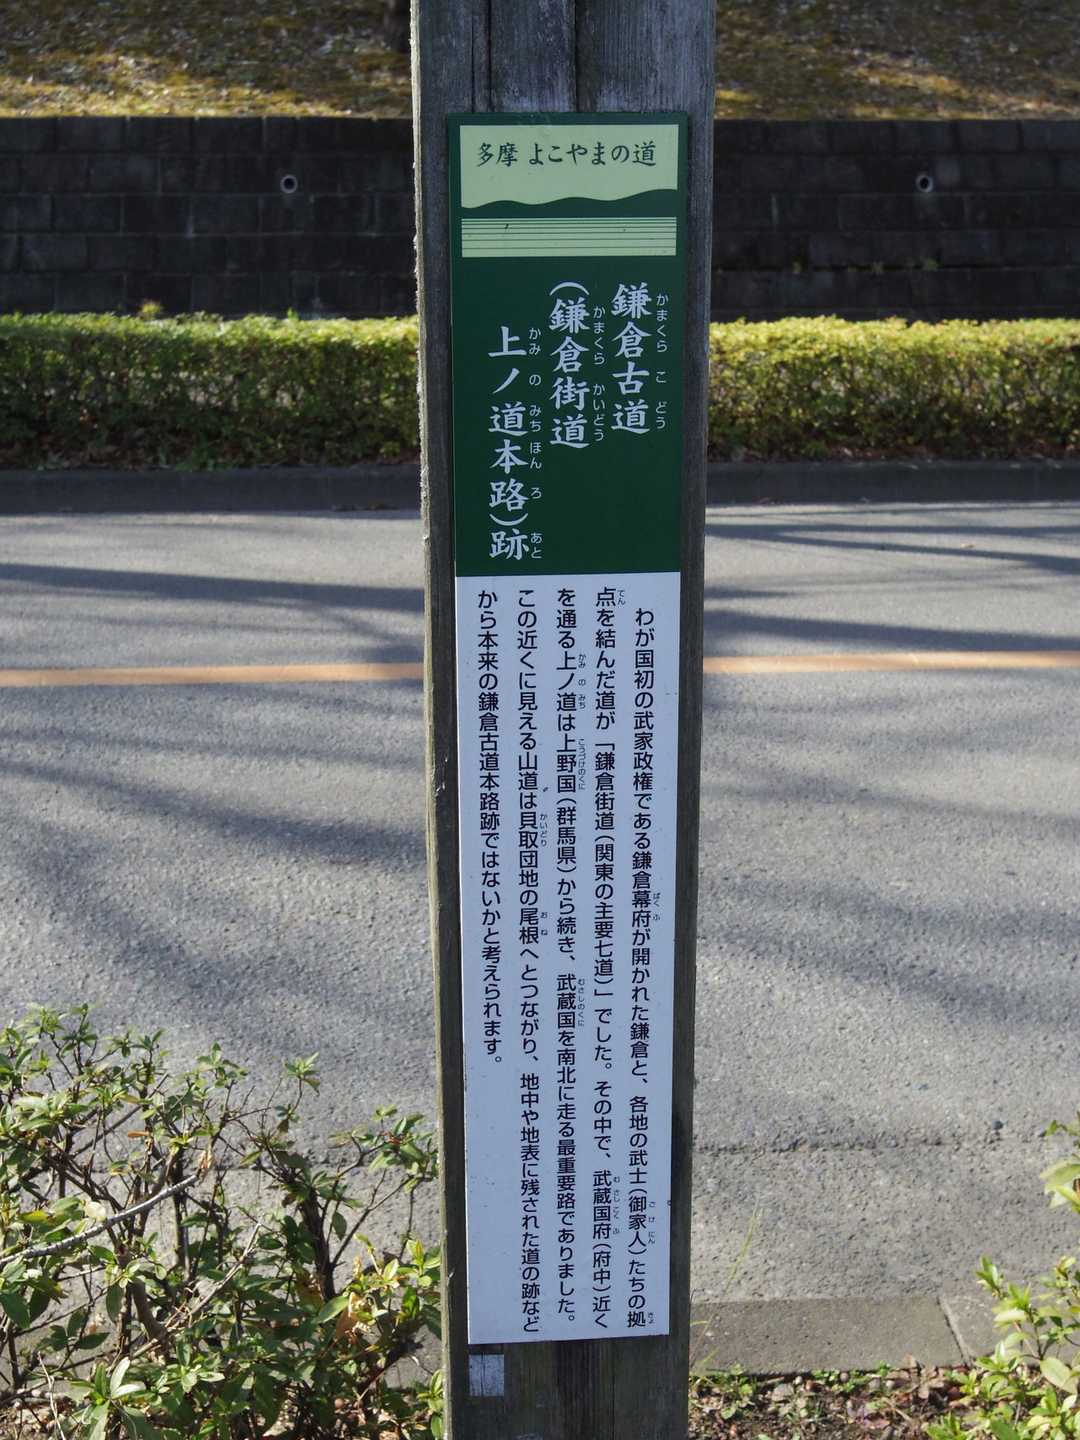 多摩 よこやまの道
鎌倉古道
(鎌倉街道
上ノ道本路)跡
わが国初の武家政権である鎌倉幕府が開かれた鎌倉と、各地の武士(御家人)たちの拠
点を結んだ道が「鎌倉街道(関東の主要七道)」でした。その中で、武蔵国府(府中)近く
を通る上ノ道は上野国(群馬県)から続き、武蔵国を南北に走る最重要路でありました。
この近くに見える山道は貝取団地の尾根へとつながり、地中や地表に残された道の跡など
から本来の鎌倉古道本路跡ではないかと考えられます。